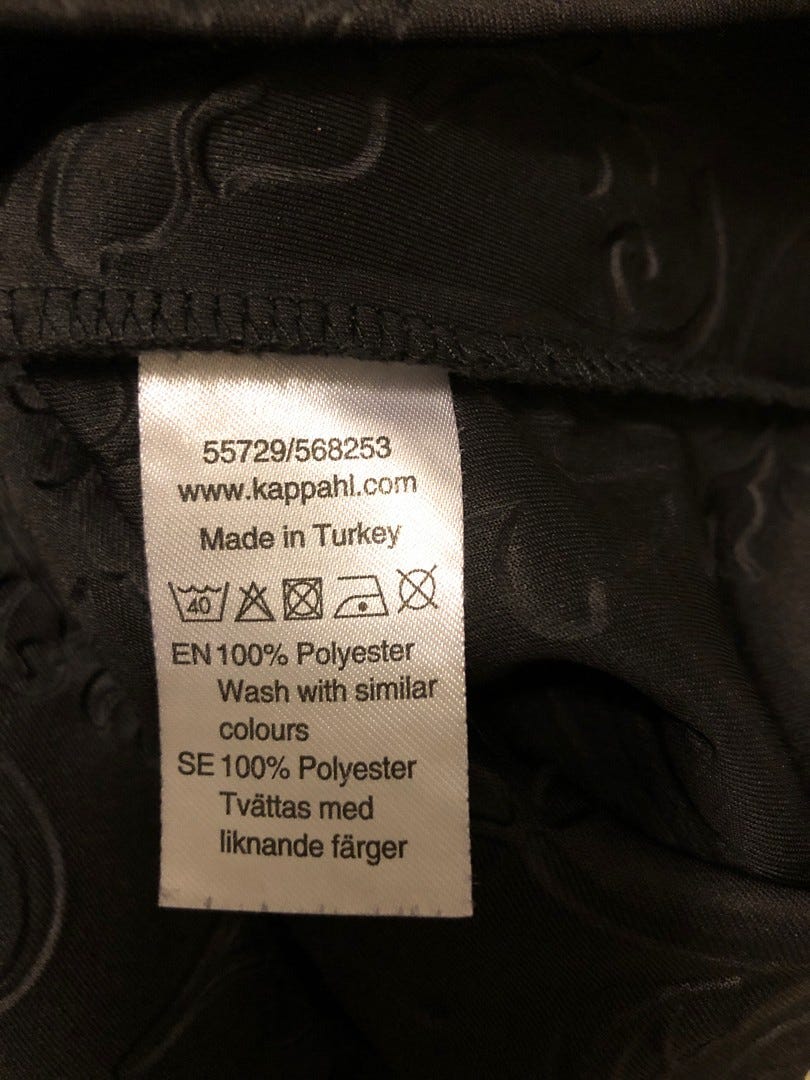 55729/568253
www.kappahl.com
Made in Turkey
40
EN 100% Polyester
Wash with similar
colours
SE 100% Polyester
Tvättas med
liknande färger